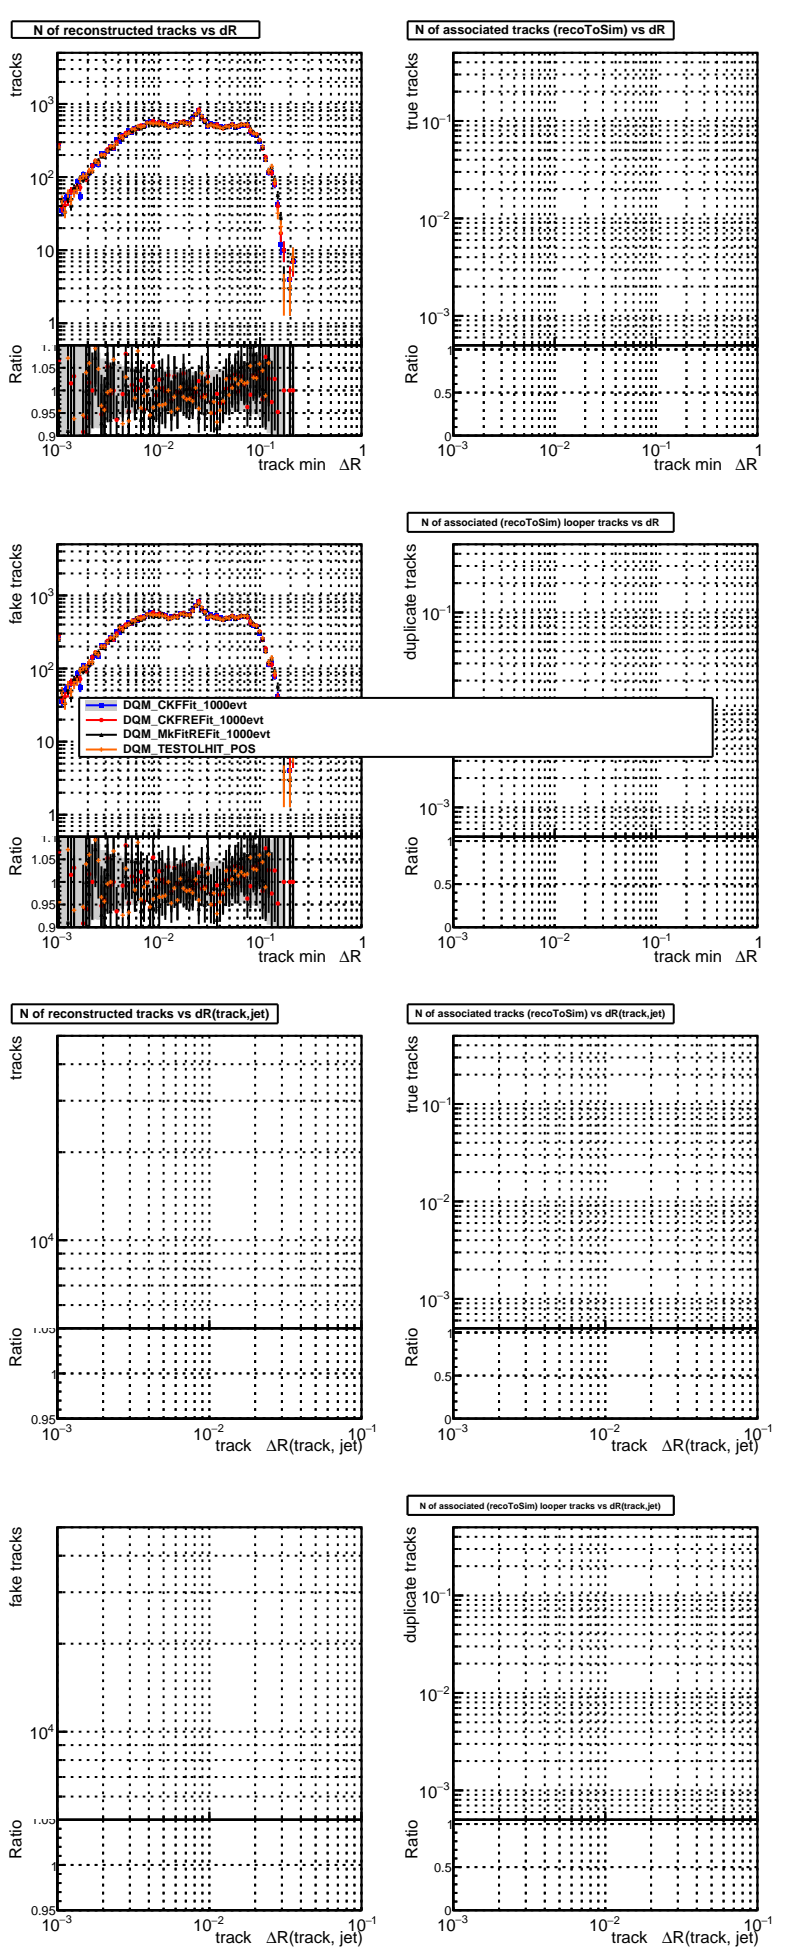 N of reconstructed tracks vs dR
tracks
10³
10²
10
1
Ratio
1.1
1.05
1
0.95
0.9
10⁻³
10⁻²
10⁻¹
1
track min ΔR
N of associated tracks (recoToSim) vs dR
true tracks
10⁻¹
10⁻²
10⁻³
Ratio
1
0.5
0
10⁻³
10⁻²
10⁻¹
1
track min ΔR
fake tracks
10³
10²
10
1
Ratio
1.1
1.05
1
0.95
0.9
10⁻³
10⁻²
10⁻¹
1
track min ΔR
N of associated (recoToSim) looper tracks vs dR
duplicate tracks
10⁻¹
10⁻³
Ratio
1
0.5
0
10⁻³
10⁻²
10⁻¹
1
track min ΔR
DQM_CKFFit_1000evt
DQM_CKFREFit_1000evt
DQM_MkFitREFit_1000evt
DQM_TESTOLHIT_POS
N of reconstructed tracks vs dR(track,jet)
tracks
10⁴
Ratio
1.05
1
0.95
10⁻³
10⁻²
10⁻¹
track ΔR(track, jet)
N of associated tracks (recoToSim) vs dR(track,jet)
true tracks
10⁻¹
10⁻²
10⁻³
Ratio
1
0.5
0
10⁻³
10⁻²
10⁻¹
track ΔR(track, jet)
fake tracks
10⁴
Ratio
1.05
1
0.95
10⁻³
10⁻²
10⁻¹
track ΔR(track, jet)
N of associated (recoToSim) looper tracks vs dR(track,jet)
duplicate tracks
10⁻¹
10⁻²
10⁻³
Ratio
1
0.5
0
10⁻³
10⁻²
10⁻¹
track ΔR(track, jet)